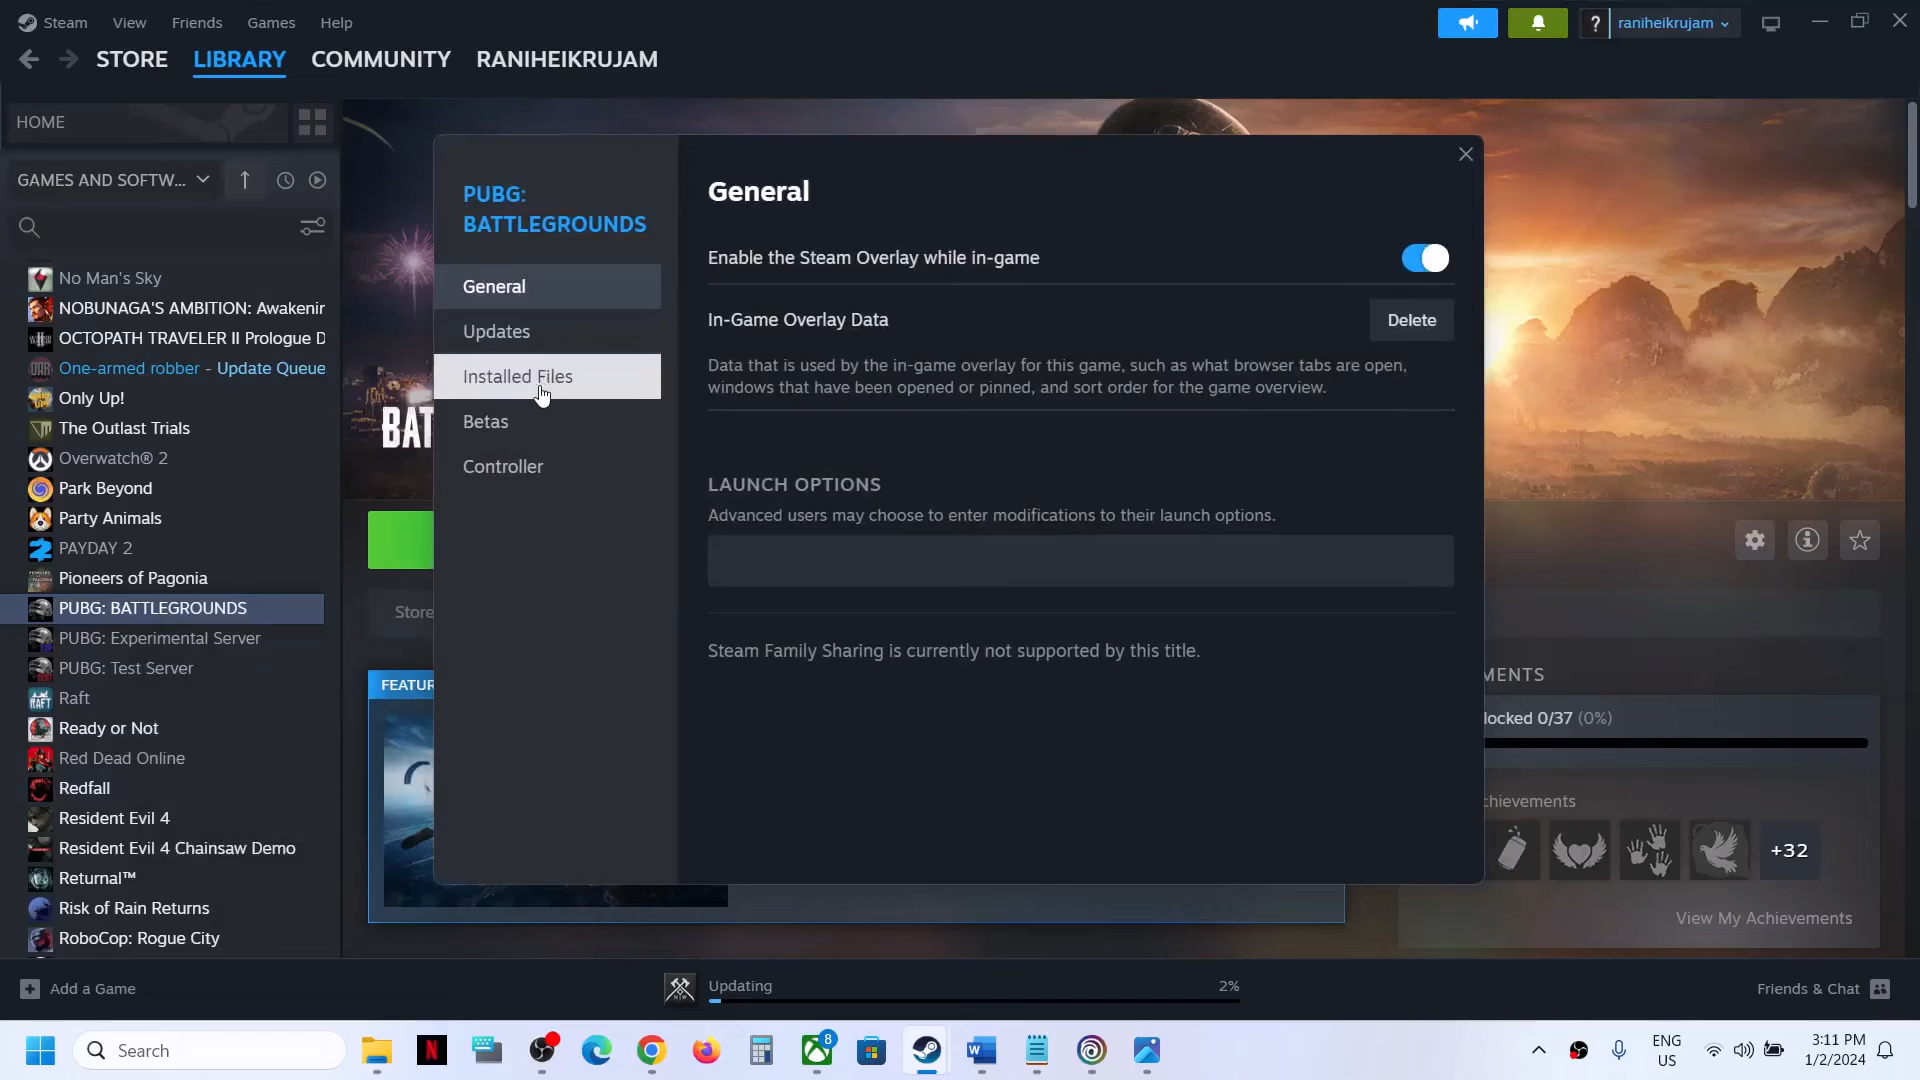 Steam
View
Friends
Games
Help
raniheikrujam
STORE
LIBRARY
COMMUNITY
RANIHEIKRUJAM
HOME
GAMES AND SOFTW...
No Man's Sky
NOBUNAGA'S AMBITION: Awakenir
OCTOPATH TRAVELER II Prologue D
One-armed robber - Update Queue
Only Up!
The Outlast Trials
Overwatch® 2
Park Beyond
Party Animals
PAYDAY 2
Pioneers of Pagonia
PUBG: BATTLEGROUNDS
PUBG: Experimental Server
PUBG: Test Server
Raft
Ready or Not
Red Dead Online
Redfall
Resident Evil 4
Resident Evil 4 Chainsaw Demo
Returnal™
Risk of Rain Returns
RoboCop: Rogue City
BAT
Store
FEATUR
PUBG:
BATTLEGROUNDS
General
Updates
Installed Files
Betas
Controller
General
Enable the Steam Overlay while in-game
In-Game Overlay Data
Delete
Data that is used by the in-game overlay for this game, such as what browser tabs are open,
windows that have been opened or pinned, and sort order for the game overview.
LAUNCH OPTIONS
Advanced users may choose to enter modifications to their launch options.
Steam Family Sharing is currently not supported by this title.
MENTS
locked 0/37 (0%)
chievements
+32
View My Achievements
Add a Game
Updating
2%
Friends & Chat
Search
8
ENG
US
3:11 PM
1/2/2024